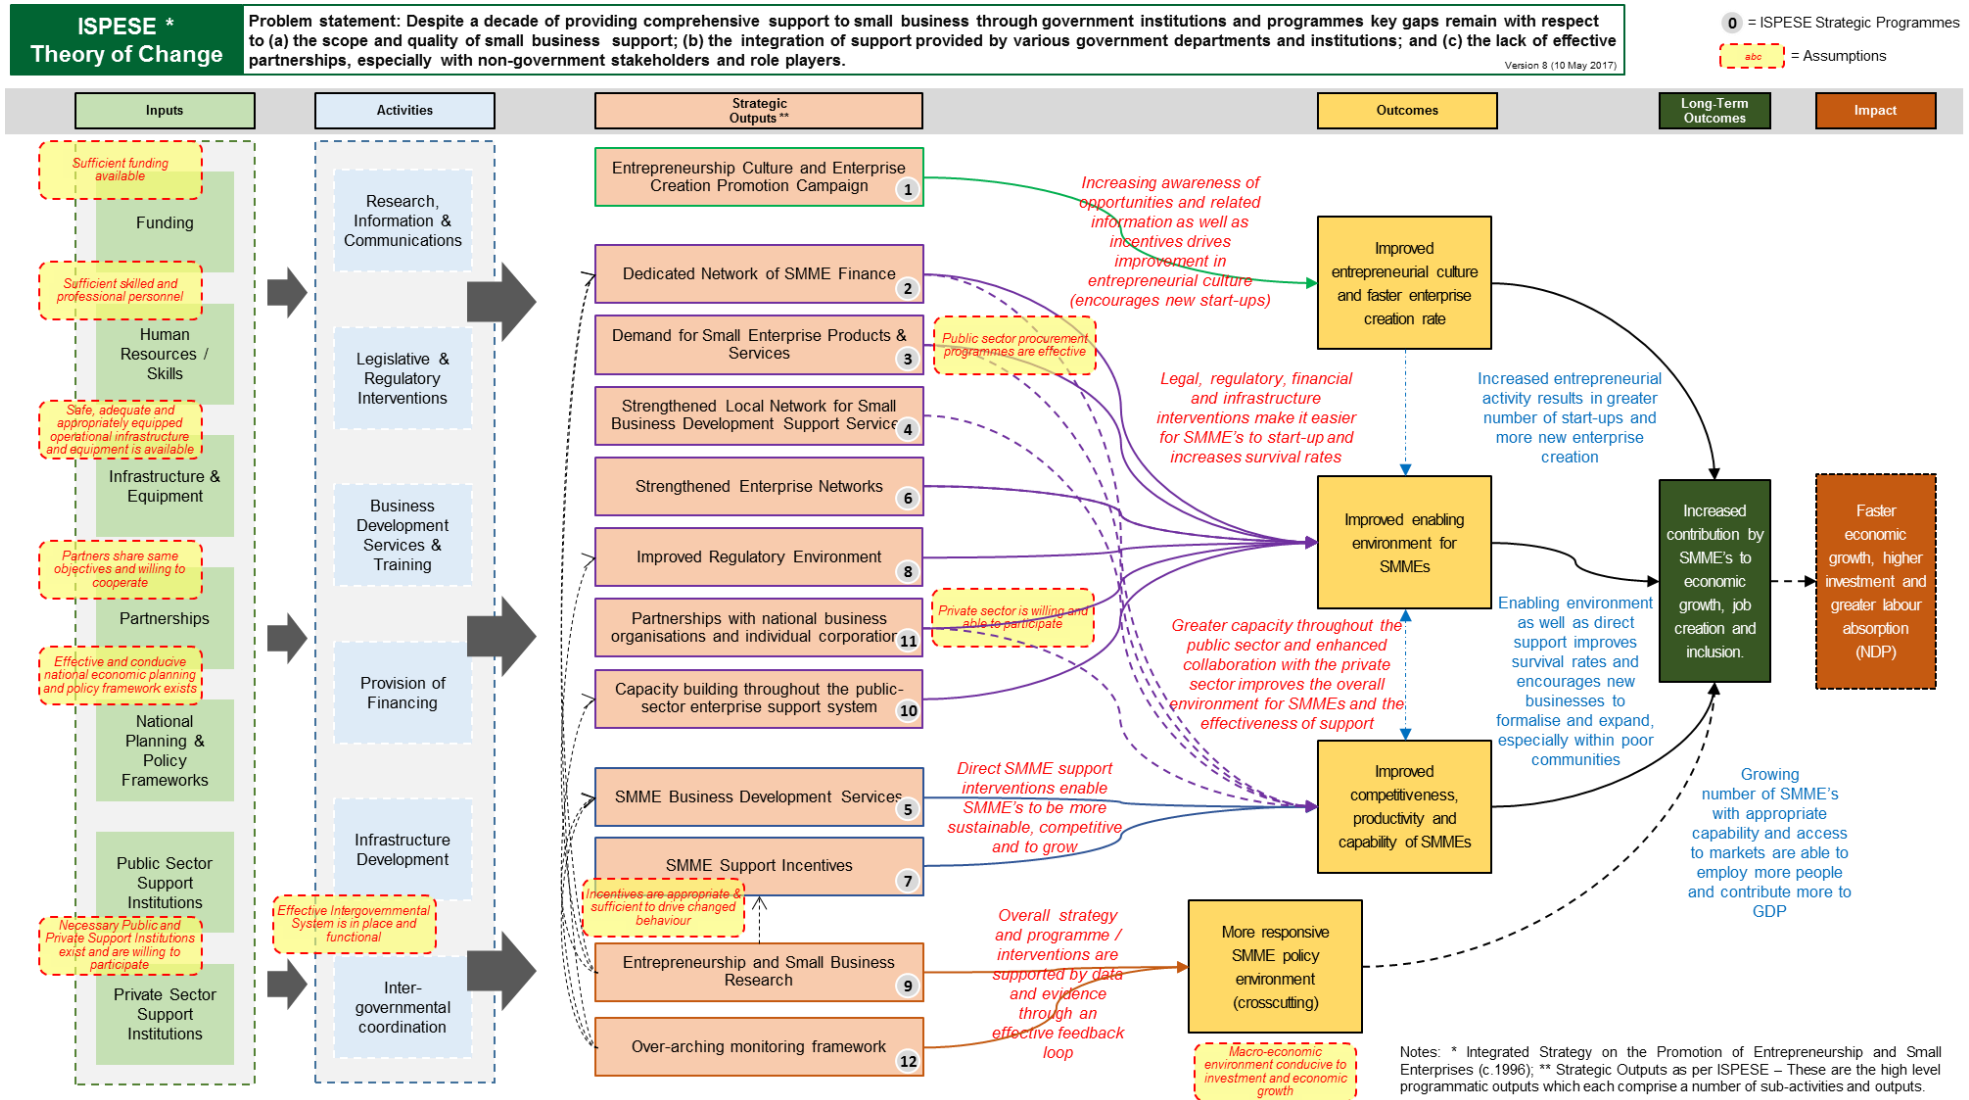 ISPESE *
Theory of Change
Problem statement: Despite a decade of providing comprehensive support to small business through government institutions and programmes key gaps remain with respect
to (a) the scope and quality of small business support; (b) the integration of support provided by various government departments and institutions; and (c) the lack of effective
partnerships, especially with non-government stakeholders and role players.
Version 8 (10 May 2017)
0 = ISPESE Strategic Programmes
abc = Assumptions
Inputs
Activities
Strategic
Outputs **
Outcomes
Long-Term
Outcomes
Impact
Sufficient funding
available
Funding
Sufficient skilled and
professional personnel
Human
Resources /
Skills
Safe, adequate and
appropriately equipped
operational infrastructure
and equipment is available
Infrastructure &
Equipment
Partners share same
objectives and willing to
cooperate
Partnerships
Effective and conducive
national economic planning
and policy framework exists
National
Planning &
Policy
Frameworks
Public Sector
Support
Institutions
Necessary Public and
Private Support Institutions
exist and are willing to
participate
Private Sector
Support
Institutions
Research,
Information &
Communications
Legislative &
Regulatory
Interventions
Business
Development
Services &
Training
Provision of
Financing
Infrastructure
Development
Effective Intergovernmental
System is in place and
functional
Inter-
governmental
coordination
Entrepreneurship Culture and Enterprise
Creation Promotion Campaign
1
Dedicated Network of SMME Finance
2
Demand for Small Enterprise Products &
Services
3
Public sector procurement
programmes are effective
Strengthened Local Network for Small
Business Development Support Service
4
Strengthened Enterprise Networks
6
Improved Regulatory Environment
8
Partnerships with national business
organisations and individual corporation
11
Private sector is willing and
able to participate
Capacity building throughout the public-
sector enterprise support system
10
SMME Business Development Services
5
SMME Support Incentives
7
Incentives are appropriate &
sufficient to drive changed
behaviour
Entrepreneurship and Small Business
Research
9
Over-arching monitoring framework
12
Increasing awareness of
opportunities and related
information as well as
incentives drives
improvement in
entrepreneurial culture
(encourages new start-ups)
Legal, regulatory, financial
and infrastructure
interventions make it easier
for SMME's to start-up and
increases survival rates
Greater capacity throughout the
public sector and enhanced
collaboration with the private
sector improves the overall
environment for SMMEs and the
effectiveness of support
Direct SMME support
interventions enable
SMME's to be more
sustainable, competitive
and to grow
Overall strategy
and programme /
interventions are
supported by data
and evidence
through an
effective feedback
loop
Improved
entrepreneurial culture
and faster enterprise
creation rate
Improved enabling
environment for
SMMEs
Improved
competitiveness,
productivity and
capability of SMMEs
More responsive
SMME policy
environment
(crosscutting)
Macro-economic
environment conducive to
investment and economic
growth
Increased entrepreneurial
activity results in greater
number of start-ups and
more new enterprise
creation
Enabling environment
as well as direct
support improves
survival rates and
encourages new
businesses to
formalise and expand,
especially within poor
communities
Growing
number of SMME's
with appropriate
capability and access
to markets are able to
employ more people
and contribute more to
GDP
Increased
contribution by
SMME's to
economic
growth, job
creation and
inclusion.
Faster
economic
growth, higher
investment and
greater labour
absorption
(NDP)
Notes: * Integrated Strategy on the Promotion of Entrepreneurship and Small
Enterprises (c.1996); ** Strategic Outputs as per ISPESE – These are the high level
programmatic outputs which each comprise a number of sub-activities and outputs.